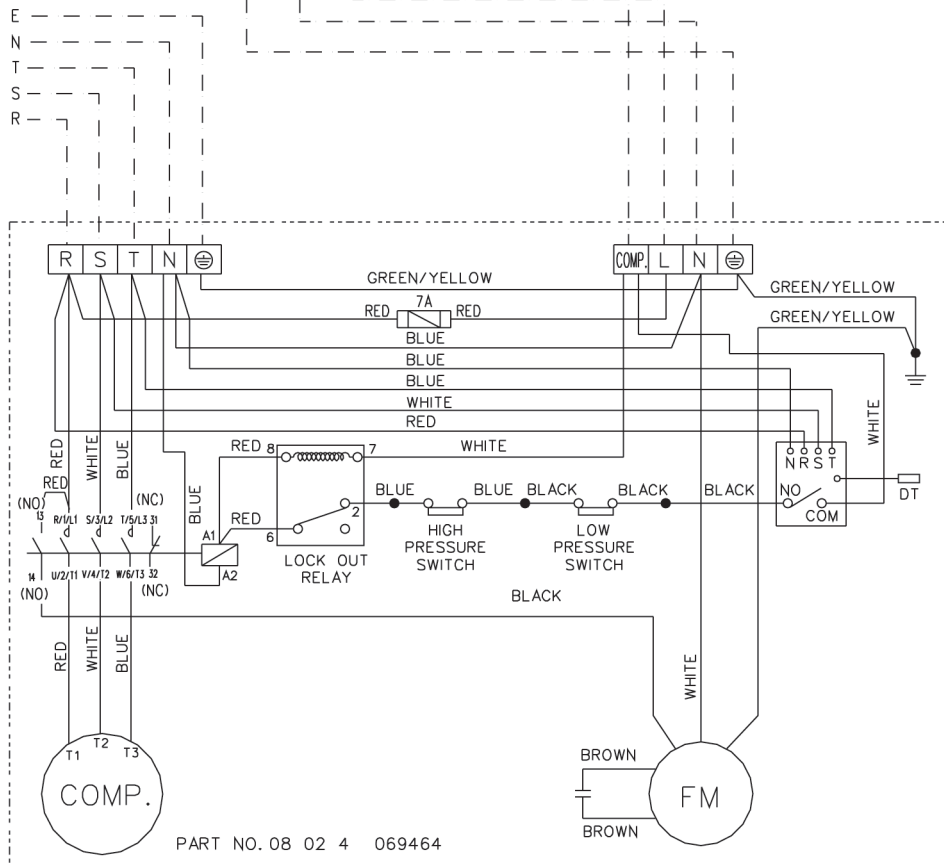 E
N
T
S
R
R S T N
COMP. L N
GREEN/YELLOW
GREEN/YELLOW
RED 7A RED
GREEN/YELLOW
BLUE
BLUE
BLUE
WHITE
RED
WHITE
RED
WHITE
BLUE
RED
(NO)
13
R/1/L1 S/3/L2 T/5/L3 31
(NC)
BLUE
RED 8
7 WHITE
RED
6
2
BLUE
BLUE
BLACK
BLACK
BLACK
HIGH
PRESSURE
SWITCH
LOW
PRESSURE
SWITCH
LOCK OUT
RELAY
N R S T
NO
COM
DT
A1
A2
14
(NO)
U/2/T1 V/4/T2 W/6/T3 32
(NC)
BLACK
RED
WHITE
BLUE
WHITE
T1 T2 T3
COMP.
BROWN
BROWN
FM
PART NO. 08 02 4 069464